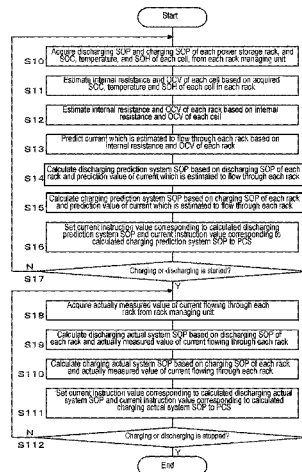 Start
S10
Acquire discharging SOP and charging SOP of each power storage rack, and
SOC, temperature, and SOH of each cell, from each rack managing unit
S11
Estimate internal resistance and OCV of each cell based on acquired
SOC, temperature and SOH of each cell in each rack
S12
Estimate internal resistance and OCV of each rack based on internal
resistance and OCV of each cell
S13
Predict current which is estimated to flow through each rack based on
internal resistance and OCV of each rack
S14
Calculate discharging prediction system SOP based on discharging SOP of each
rack and prediction value of current which is estimated to flow through each rack
S15
Calculate charging prediction system SOP based on charging SOP of each rack
and prediction value of current which is estimated to flow through each rack
S16
Set current instruction value corresponding to calculated discharging
prediction system SOP and current instruction value corresponding to
calculated charging prediction system SOP to PCS
N
S17
Charging or discharging is started?
Y
S18
Acquire actually measured value of current flowing through each
rack from rack managing unit
S19
Calculate discharging actual system SOP based on discharging SOP of
each rack and actually measured value of current flowing through each rack
S110
Calculate charging actual system SOP based on charging SOP of each rack
and actually measured value of current flowing through each rack
S111
Set current instruction value corresponding to calculated discharging actual
system SOP and current instruction value corresponding to calculated
charging actual system SOP to PCS
N
S112
Charging or discharging is stopped?
Y
End